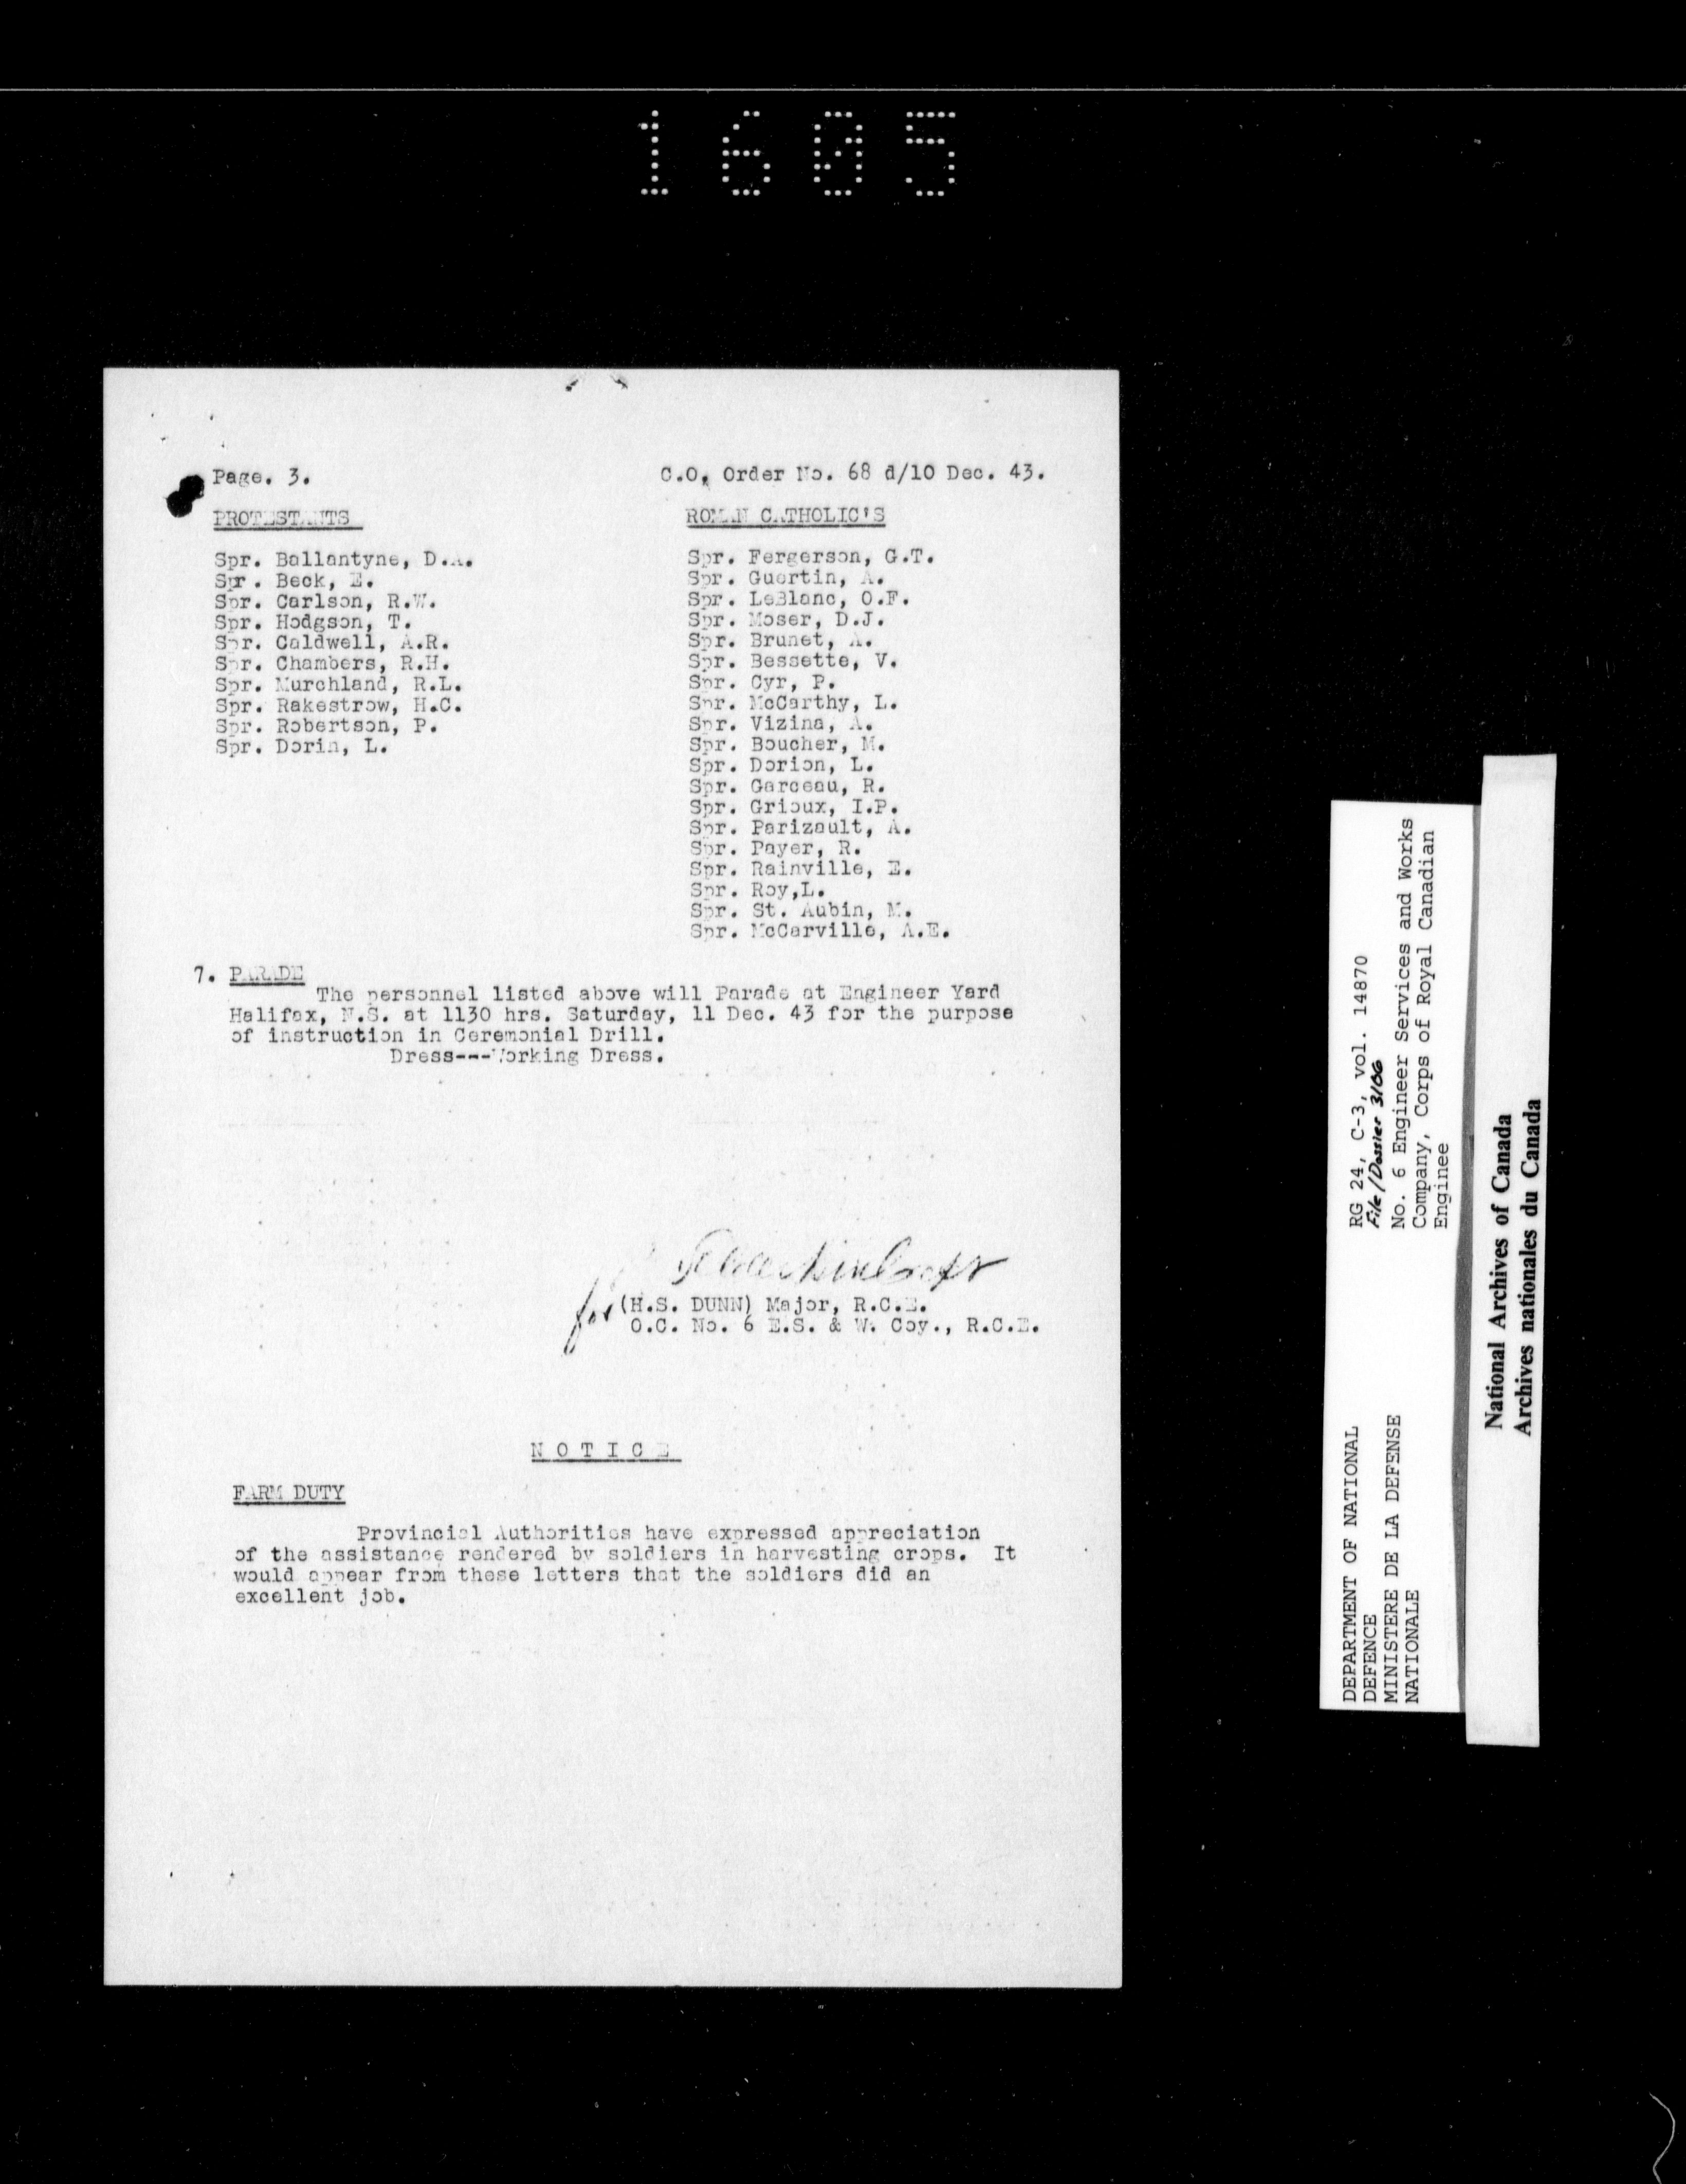 1605
Page. 3.
C.O. Order No. 68 d/10 Dec. 43.
PROTESTANTS
Spr. Ballantyne, D.A.
Spr. Beck, E.
Spr. Carlson, R.W.
Spr. Hodgson, T.
Spr. Caldwell, A.R.
Spr. Chambers, R.H.
Spr. Murchland, R.L.
Spr. Rakestrow, H.C.
Spr. Robertson, P.
Spr. Dorin, L.
ROMAN CATHOLIC'S
Spr. Fergerson, G.T.
Spr. Guertin, A.
Spr. LeBlanc, O.F.
Spr. Moser, D.J.
Spr. Brunet, A.
Spr. Bessette, V.
Spr. Cyr, P.
Spr. McCarthy, L.
Spr. Vizina, A.
Spr. Boucher, M.
Spr. Dorion, L.
Spr. Garceau, R.
Spr. Grioux, I.P.
Spr. Parizault, A.
Spr. Payer, R.
Spr. Rainville, E.
Spr. Roy,L.
Spr. St. Aubin, M.
Spr. McCarville, A.E.
7. PARADE
The personnel listed above will Parade at Engineer Yard
Halifax, N.S. at 1130 hrs. Saturday, 11 Dec. 43 for the purpose
of instruction in Ceremonial Drill.
Dress---Working Dress.
for (H.S. DUNN) Major, R.C.E.
O.C. No. 6 E.S. & W. Coy., R.C.E.
NOTICE
FARM DUTY
Provincial Authorities have expressed appreciation
of the assistance rendered by soldiers in harvesting crops. It
would appear from these letters that the soldiers did an
excellent job.
DEPARTMENT OF NATIONAL
DEFENCE
MINISTERE DE LA DEFENSE
NATIONALE
RG 24, C-3, vol. 14870
File/Dossier 3106
No. 6 Engineer Services and Works
Company, Corps of Royal Canadian
Enginee
National Archives of Canada
Archives nationales du Canada